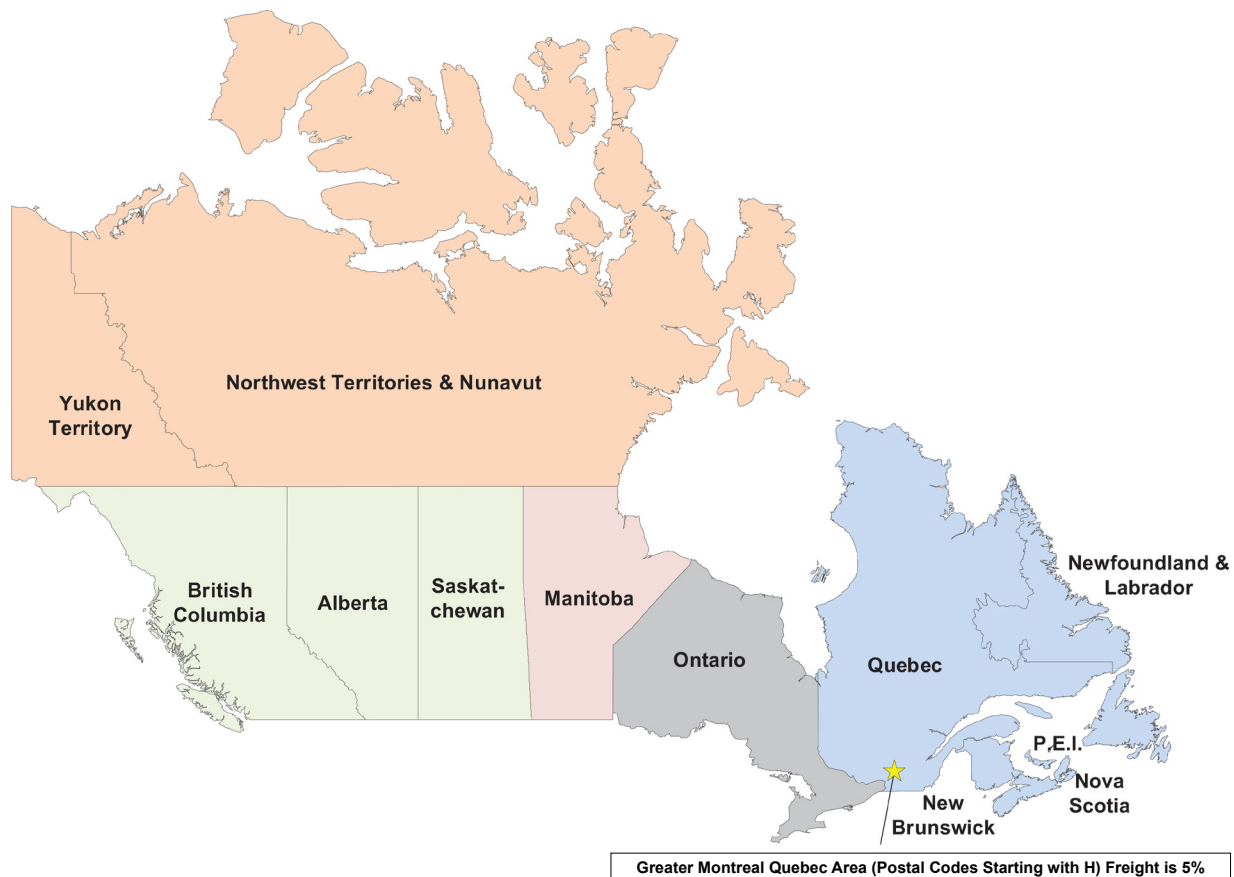 Northwest Territories & Nunavut
Yukon
Territory
British
Columbia
Alberta
Saskat-
chewan
Manitoba
Ontario
Quebec
Newfoundland &
Labrador
P.E.I.
Nova
Scotia
New
Brunswick
Greater Montreal Quebec Area (Postal Codes Starting with H) Freight is 5%